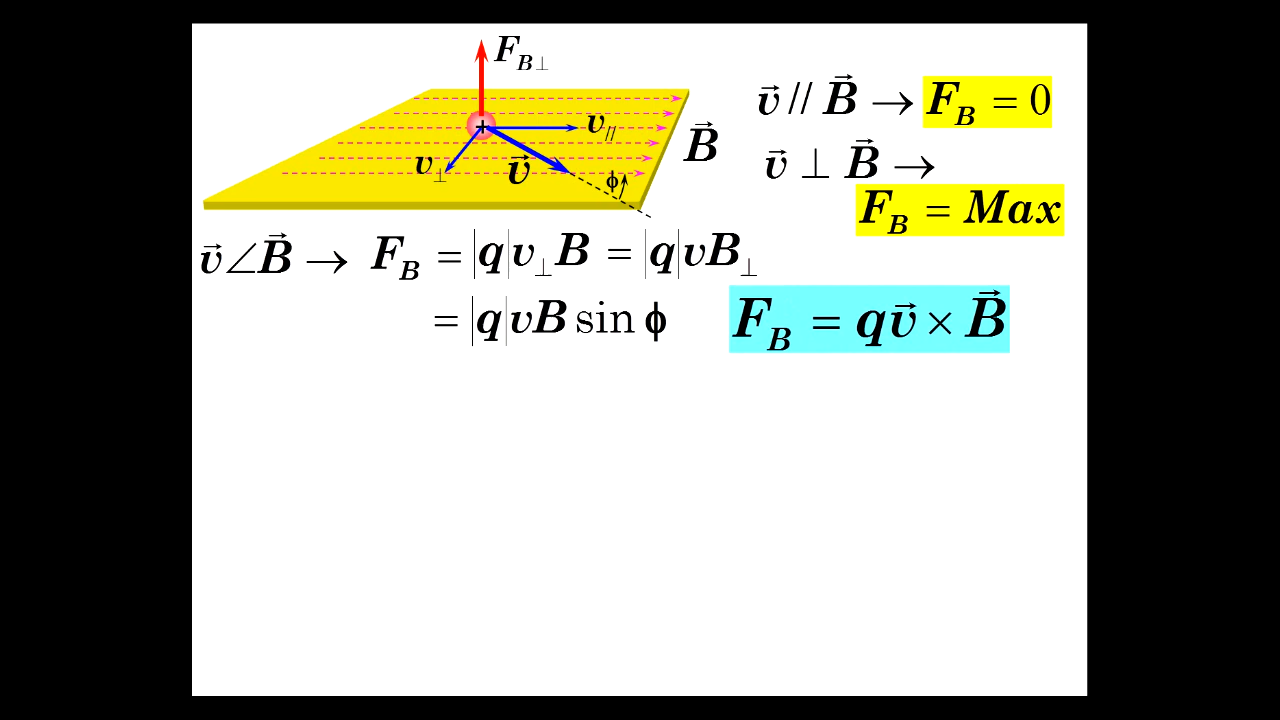 F_B⊥
v_//
B⃗
v_⊥
v⃗
ϕ
+
v⃗ // B⃗ → F_B = 0
v⃗ ⊥ B⃗ →
F_B = Max
v⃗∠B⃗ → F_B = |q|v_⊥B = |q|vB_⊥
= |q|vB sin ϕ
F_B = qv⃗ × B⃗